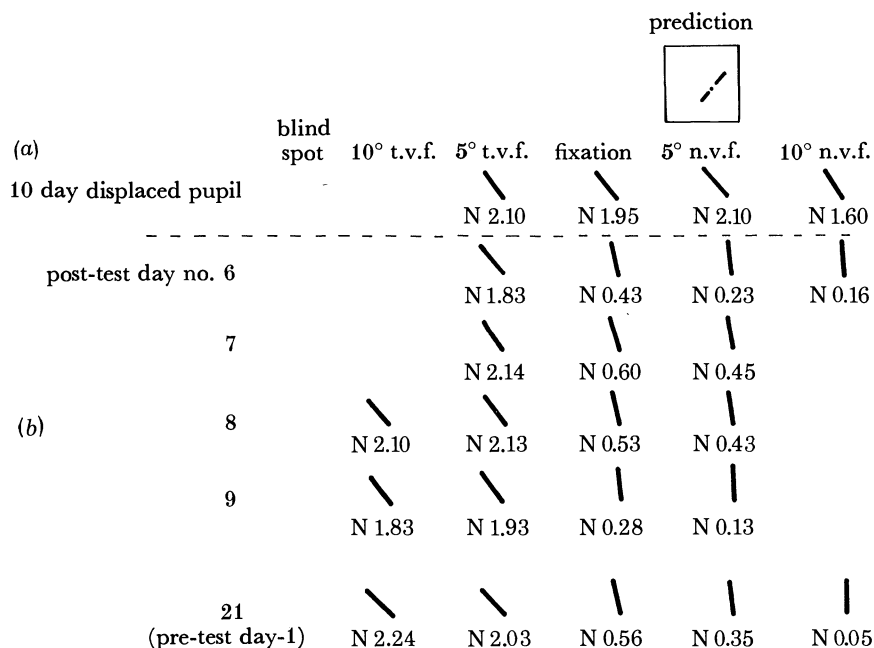 prediction
blind
(a) spot 10° t.v.f. 5° t.v.f. fixation 5° n.v.f. 10° n.v.f.
10 day displaced pupil
N 2.10 N 1.95 N 2.10 N 1.60
post-test day no. 6
N 1.83 N 0.43 N 0.23 N 0.16
7
N 2.14 N 0.60 N 0.45
(b) 8
N 2.10 N 2.13 N 0.53 N 0.43
9
N 1.83 N 1.93 N 0.28 N 0.13
21
(pre-test day-1) N 2.24 N 2.03 N 0.56 N 0.35 N 0.05